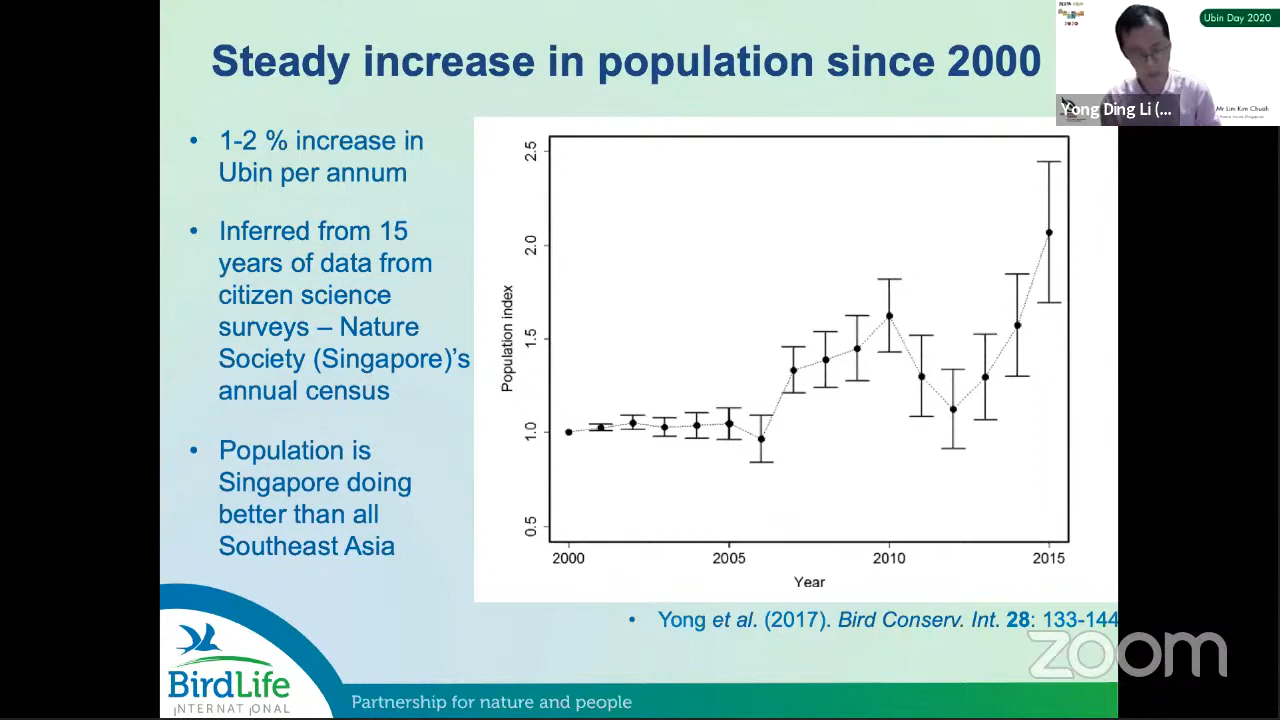 Steady increase in population since 2000
Ubin Day 2020
Yong Ding Li (...
Mr Lim Kim Chuah
• 1-2 % increase in
Ubin per annum
• Inferred from 15
years of data from
citizen science
surveys – Nature
Society (Singapore)’s
annual census
• Population is
Singapore doing
better than all
Southeast Asia
2.5
2.0
1.5
1.0
0.5
Population index
2000 2005 2010 2015
Year
• Yong et al. (2017). Bird Conserv. Int. 28: 133-144
zoom
BirdLife
INTERNATIONAL
Partnership for nature and people